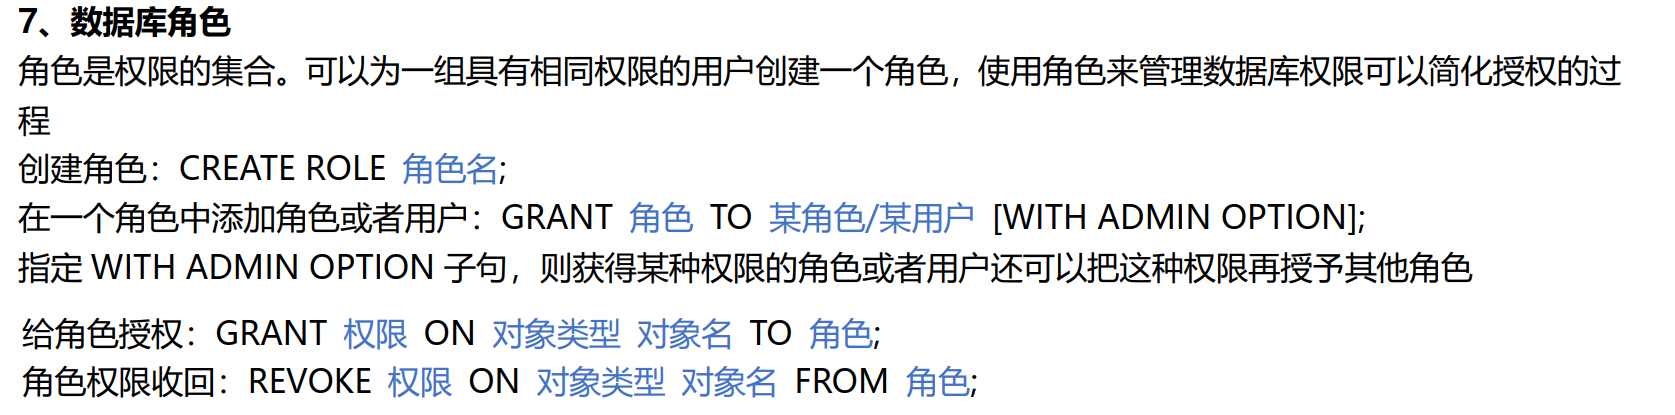 7、数据库角色
角色是权限的集合。可以为一组具有相同权限的用户创建一个角色，使用角色来管理数据库权限可以简化授权的过
程
创建角色：CREATE ROLE 角色名;
在一个角色中添加角色或者用户：GRANT 角色 TO 某角色/某用户 [WITH ADMIN OPTION];
指定 WITH ADMIN OPTION 子句，则获得某种权限的角色或者用户还可以把这种权限再授予其他角色
给角色授权：GRANT 权限 ON 对象类型 对象名 TO 角色;
角色权限收回：REVOKE 权限 ON 对象类型 对象名 FROM 角色;